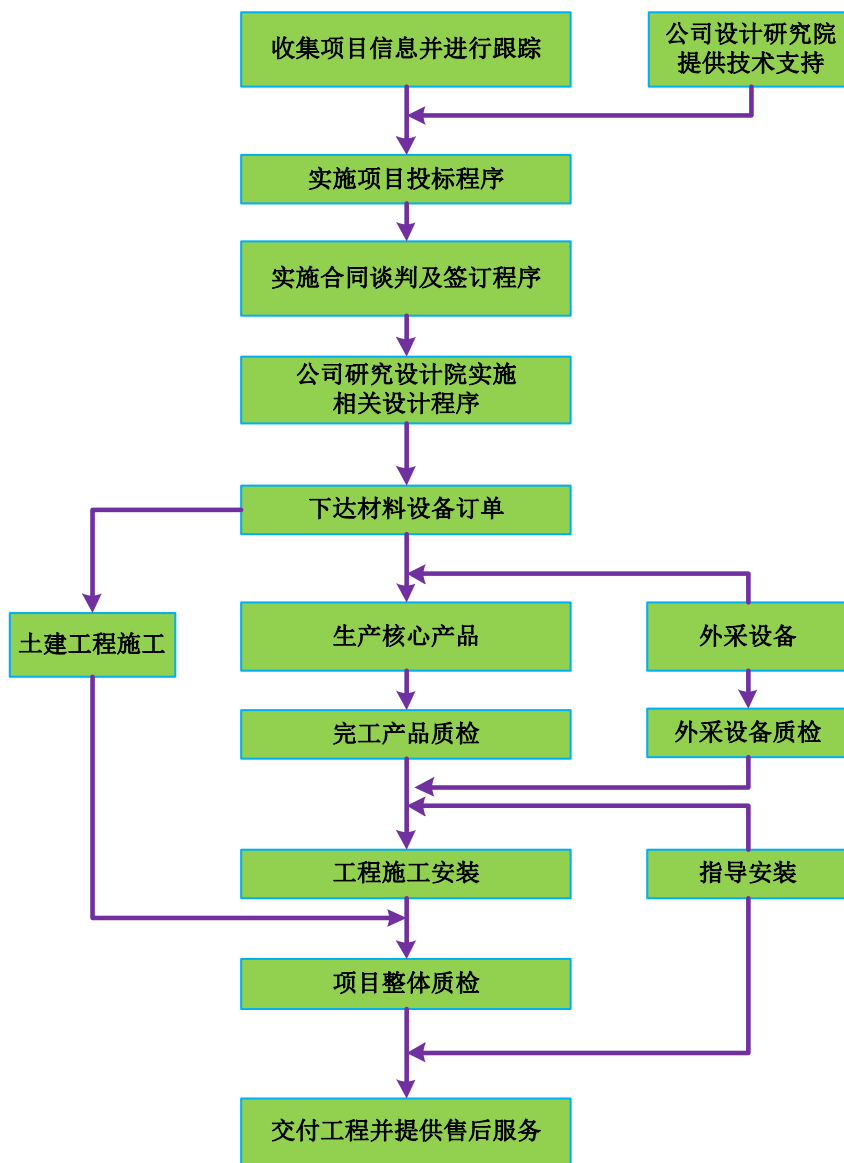 收集项目信息并进行跟踪
公司设计研究院
提供技术支持
实施项目投标程序
实施合同谈判及签订程序
公司研究设计院实施
相关设计程序
下达材料设备订单
土建工程施工
生产核心产品
外采设备
完工产品质检
外采设备质检
工程施工安装
指导安装
项目整体质检
交付工程并提供售后服务